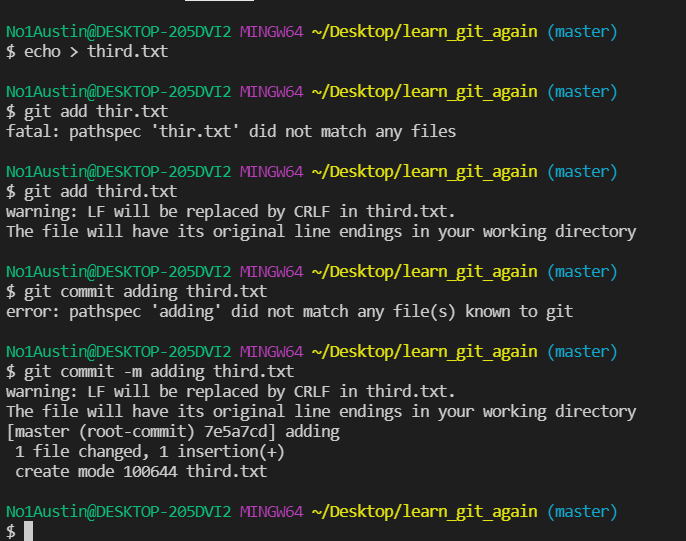 No1Austin@DESKTOP-205DVI2 MINGW64 ~/Desktop/learn_git_again (master)
$ echo > third.txt
No1Austin@DESKTOP-205DVI2 MINGW64 ~/Desktop/learn_git_again (master)
$ git add thir.txt
fatal: pathspec 'thir.txt' did not match any files
No1Austin@DESKTOP-205DVI2 MINGW64 ~/Desktop/learn_git_again (master)
$ git add third.txt
warning: LF will be replaced by CRLF in third.txt.
The file will have its original line endings in your working directory
No1Austin@DESKTOP-205DVI2 MINGW64 ~/Desktop/learn_git_again (master)
$ git commit adding third.txt
error: pathspec 'adding' did not match any file(s) known to git
No1Austin@DESKTOP-205DVI2 MINGW64 ~/Desktop/learn_git_again (master)
$ git commit -m adding third.txt
warning: LF will be replaced by CRLF in third.txt.
The file will have its original line endings in your working directory
[master (root-commit) 7e5a7cd] adding
 1 file changed, 1 insertion(+)
 create mode 100644 third.txt
No1Austin@DESKTOP-205DVI2 MINGW64 ~/Desktop/learn_git_again (master)
$